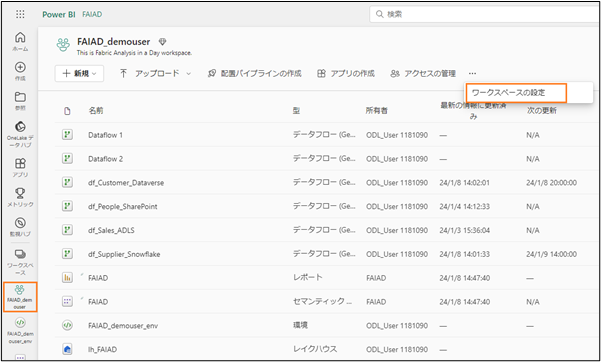 Power BI FAIAD
検索
FAIAD_demouser
This is Fabric Analysis in a Day workspace.
新規 アップロード 配置パイプラインの作成 アプリの作成 アクセスの管理 ...
ワークスペースの設定
名前 型 所有者 最新の情報に更新済み 次の更新
Dataflow 1 データフロー (Ge... ODL_User 1181090 — N/A
Dataflow 2 データフロー (Ge... ODL_User 1181090 — N/A
df_Customer_Dataverse データフロー (Ge... ODL_User 1181090 24/1/8 14:02:01 24/1/8 20:00:00
df_People_SharePoint データフロー (Ge... ODL_User 1181090 24/1/4 14:12:33 N/A
df_Sales_ADLS データフロー (Ge... ODL_User 1181090 24/1/3 15:36:04 N/A
df_Supplier_Snowflake データフロー (Ge... ODL_User 1181090 24/1/8 14:01:33 24/1/9 14:00:00
FAIAD レポート FAIAD 24/1/8 14:47:40 —
FAIAD セマンティック ... FAIAD 24/1/8 14:47:40 N/A
FAIAD_demouser_env 環境 ODL_User 1181090 — —
lh_FAIAD レイクハウス ODL_User 1181090 — N/A
ホーム
作成
参照
OneLake デー
タ ハブ
アプリ
メトリック
監視ハブ
ワークスペ
ース
FAIAD_dem
ouser
FAIAD_dem
ouser_env